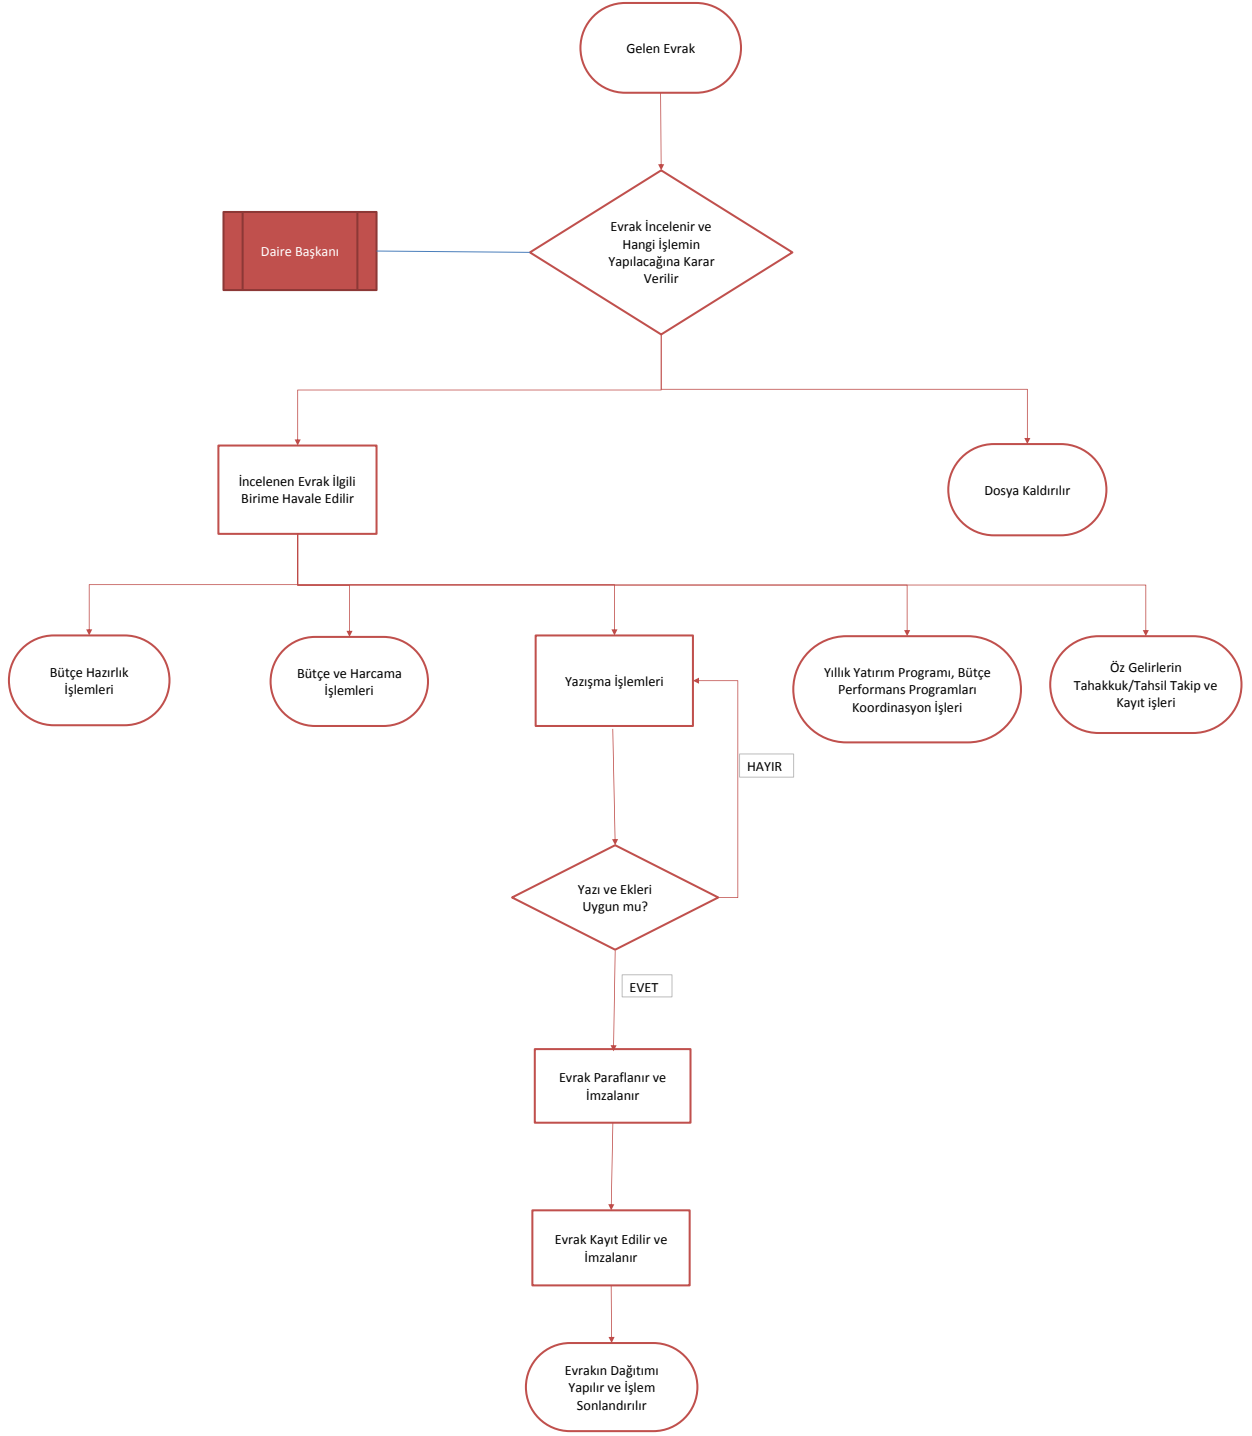 Gelen Evrak
Evrak İncelenir ve
Hangi İşlemin
Yapılacağına Karar
Verilir
Daire Başkanı
İncelenen Evrak İlgili
Birime Havale Edilir
Dosya Kaldırılır
Bütçe Hazırlık
İşlemleri
Bütçe ve Harcama
İşlemleri
Yazışma İşlemleri
Yıllık Yatırım Programı, Bütçe
Performans Programları
Koordinasyon İşleri
Öz Gelirlerin
Tahakkuk/Tahsil Takip ve
Kayıt işleri
HAYIR
Yazı ve Ekleri
Uygun mu?
EVET
Evrak Paraflanır ve
İmzalanır
Evrak Kayıt Edilir ve
İmzalanır
Evrakın Dağıtımı
Yapılır ve İşlem
Sonlandırılır